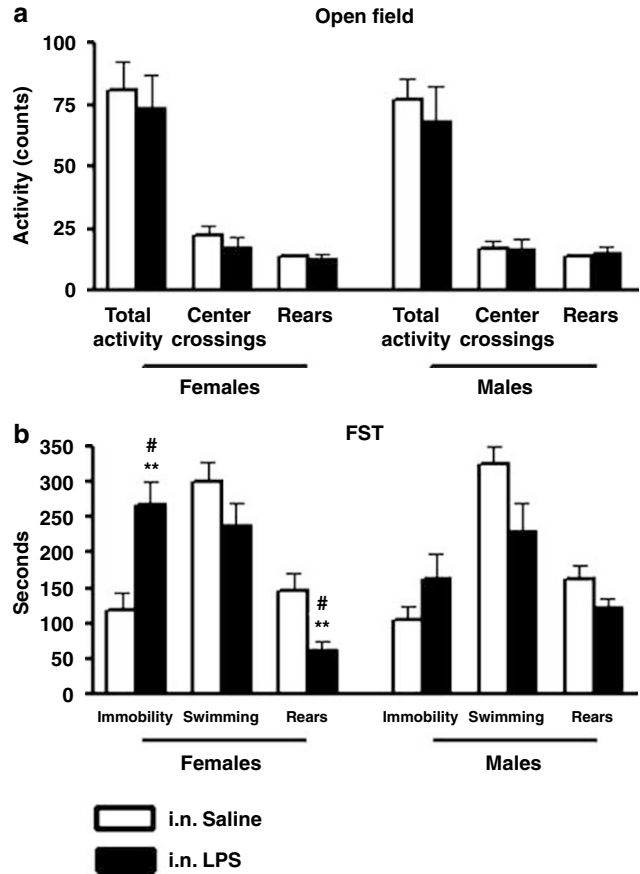 a
Open field
Activity (counts)
100
75
50
25
0
Total activity
Center crossings
Rears
Total activity
Center crossings
Rears
Females
Males
b
FST
Seconds
350
300
250
200
150
100
50
0
#
**
#
**
Immobility Swimming Rears
Immobility Swimming Rears
Females
Males
i.n. Saline
i.n. LPS